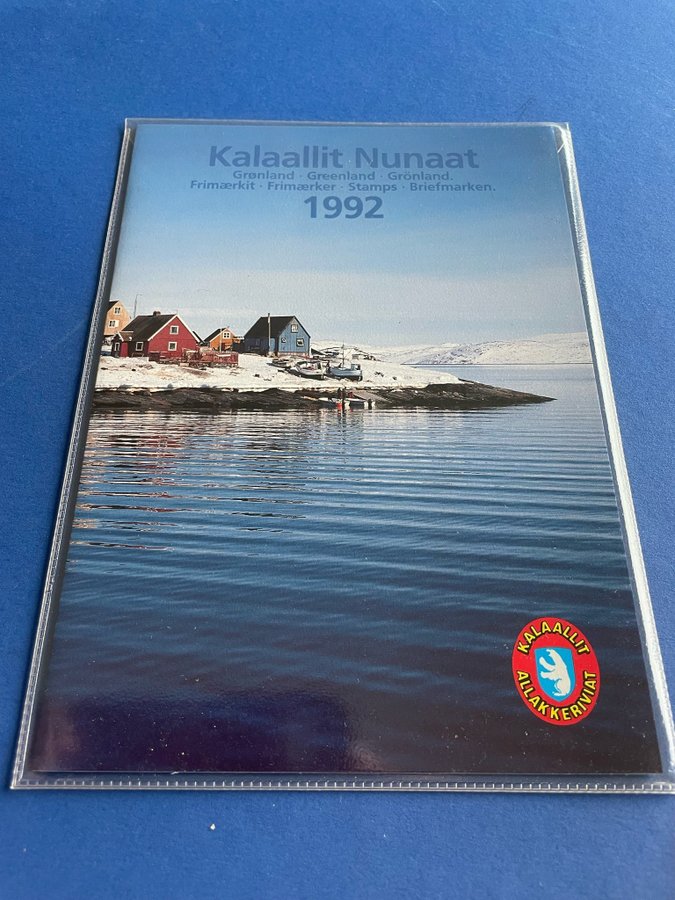 Kalaallit Nunaat
Grønland · Greenland · Grönland.
Frimærkit · Frimærker · Stamps · Briefmarken.
1992
KALAALLIT
ALLAKKERIVIAT